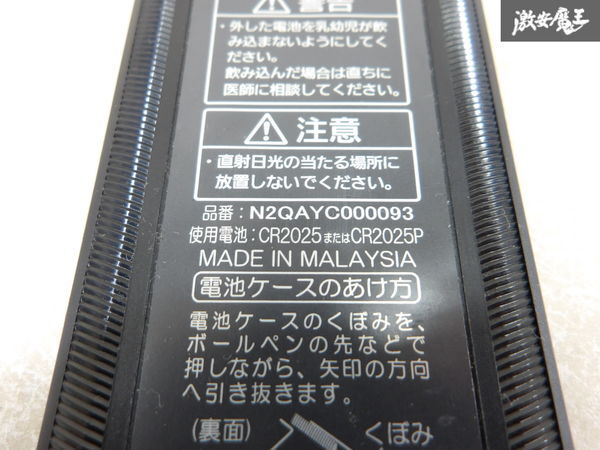 激安魔王
警告
・外した電池を乳幼児が飲
み込まないようにしてく
ださい。
飲み込んだ場合は直ちに
医師に相談してください。
注意
・直射日光の当たる場所に
放置しないでください。
品番：N2QAYC000093
使用電池：CR2025またはCR2025P
MADE IN MALAYSIA
電池ケースのあけ方
電池ケースのくぼみを、
ボールペンの先などで
押しながら、矢印の方向
へ引き抜きます。
(裏面)
くぼみ